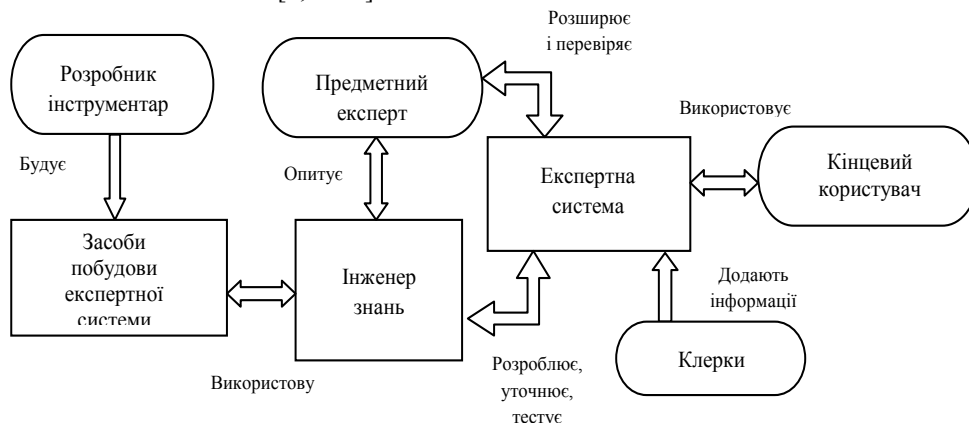 Розширює
і перевіряє
Розробник
інструментар
Предметний
експерт
Використовує
Будує
Опитує
Експертна
система
Кінцевий
користувач
Засоби
побудови
експертної
системи
Інженер
знань
Додають
інформації
Використову
Розроблює,
уточнює,
тестує
Клерки